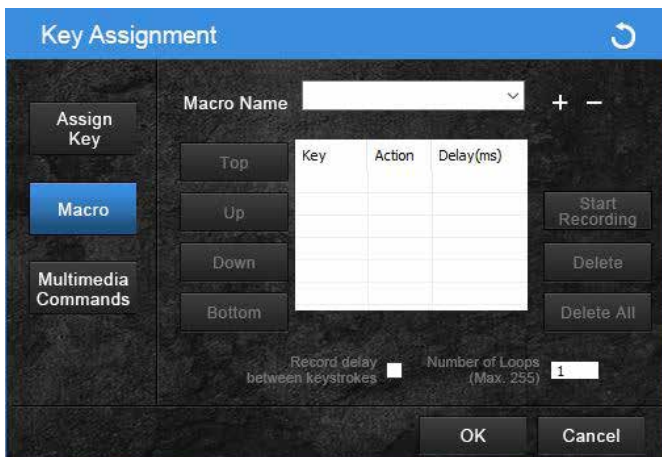 Key Assignment
Assign
Key
Macro
Multimedia
Commands
Macro Name
+ −
Top
Up
Down
Bottom
Key Action Delay(ms)
Start
Recording
Delete
Delete All
Record delay
between keystrokes
Number of Loops
(Max. 255)
1
OK Cancel